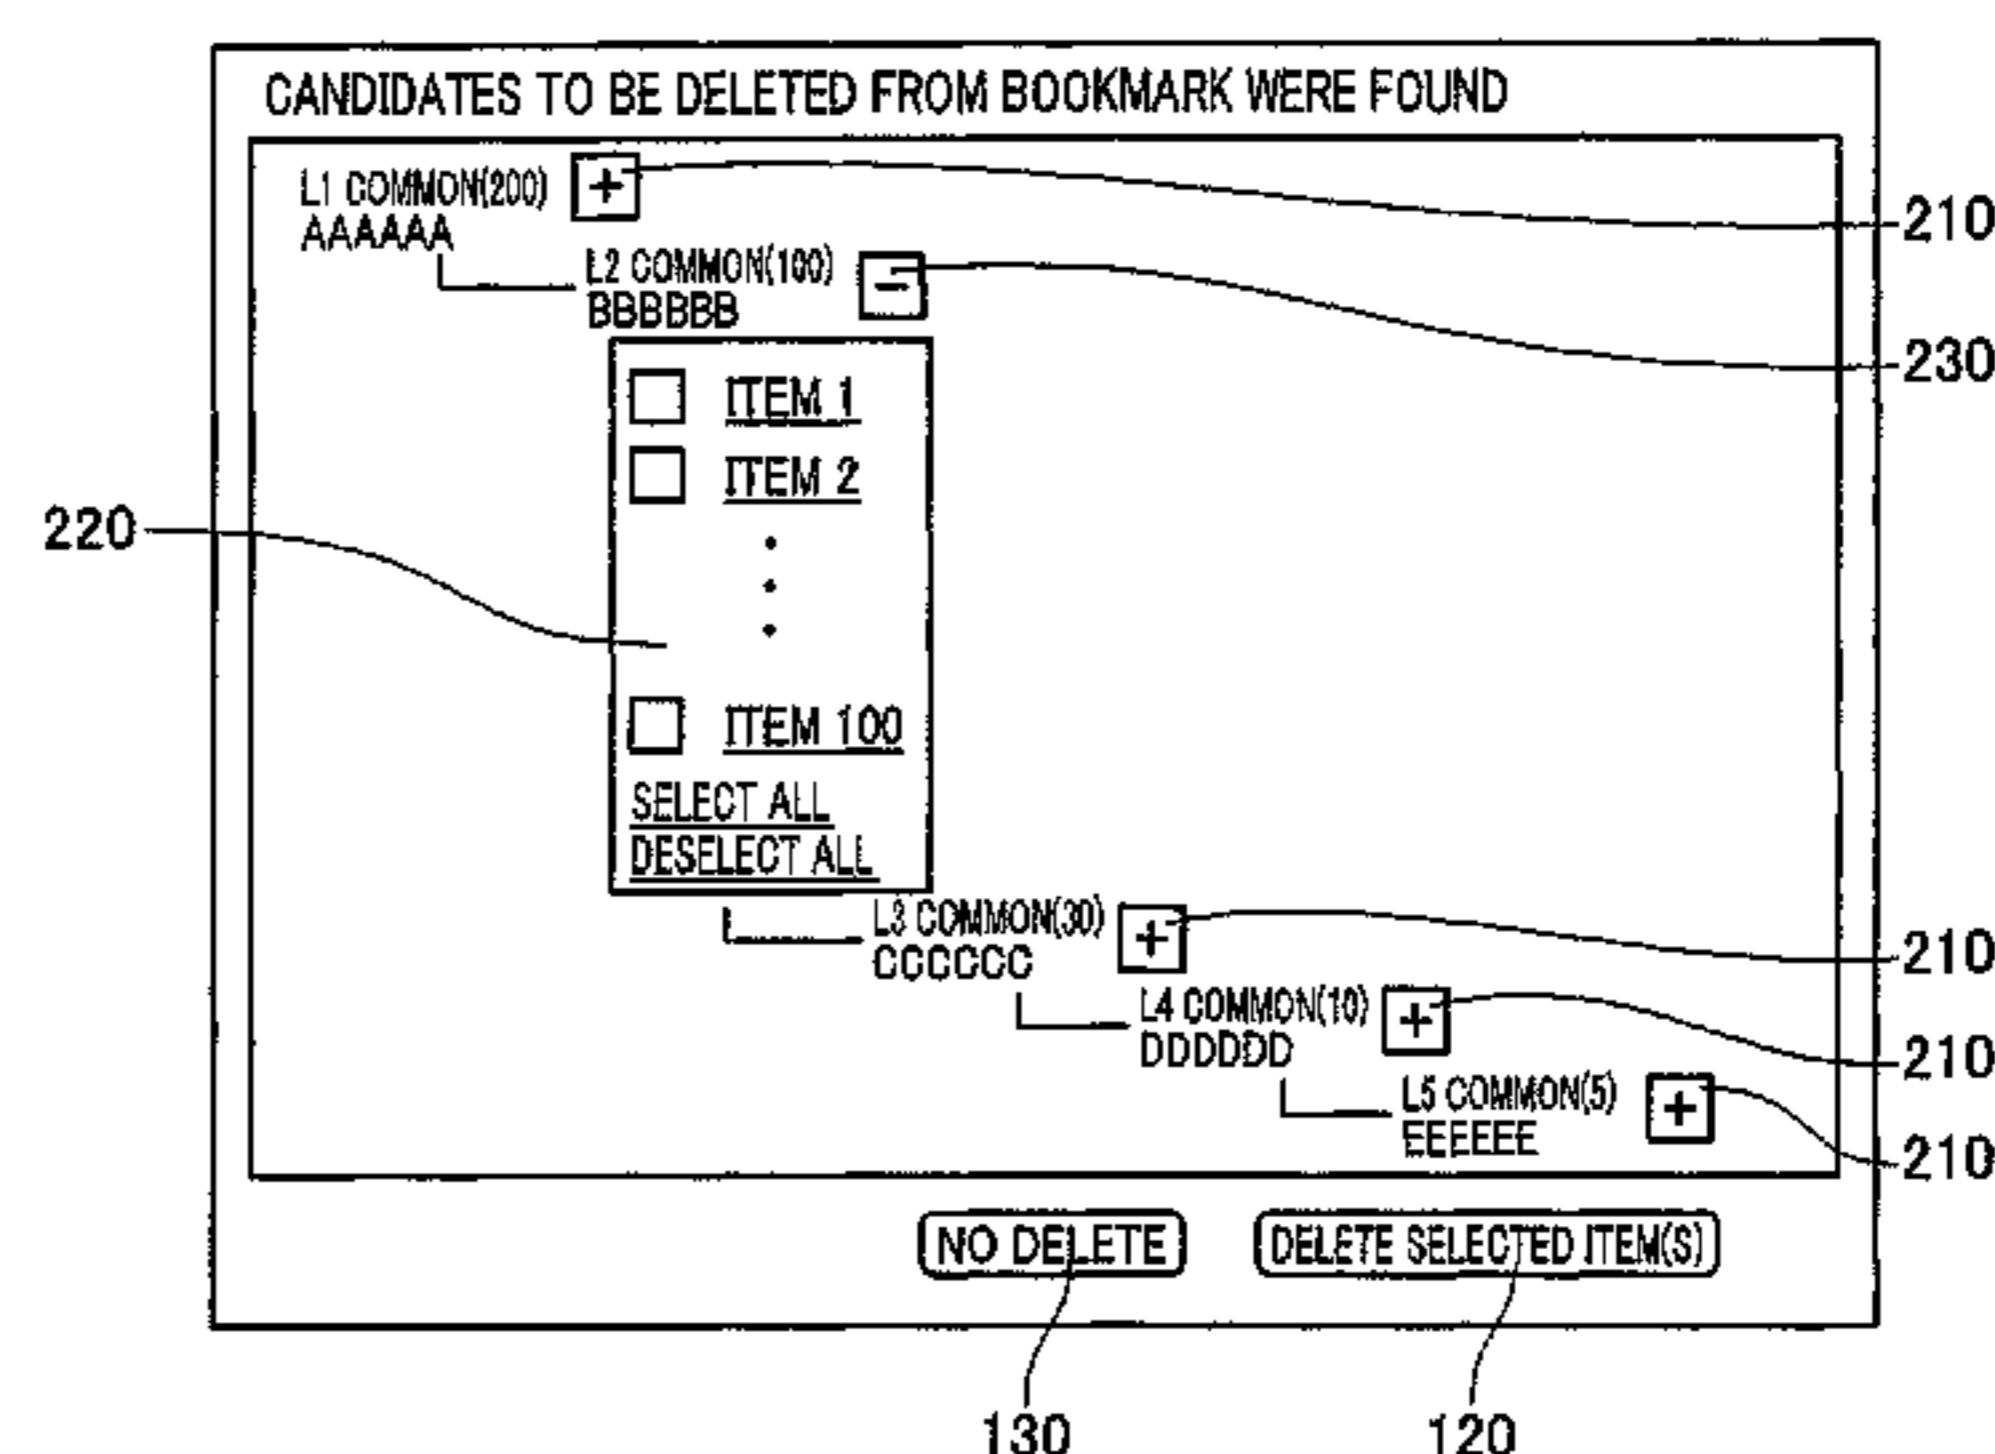 CANDIDATES TO BE DELETED FROM BOOKMARK WERE FOUND
L1 COMMON(200) +
AAAAAA
210
L2 COMMON(100) -
BBBBBB
230
ITEM 1
ITEM 2
220
ITEM 100
SELECT ALL
DESELECT ALL
L3 COMMON(30) +
CCCCCC
210
L4 COMMON(10) +
DDDDDD
210
L5 COMMON(5) +
EEEEEE
210
NO DELETE DELETE SELECTED ITEM(S)
130 120